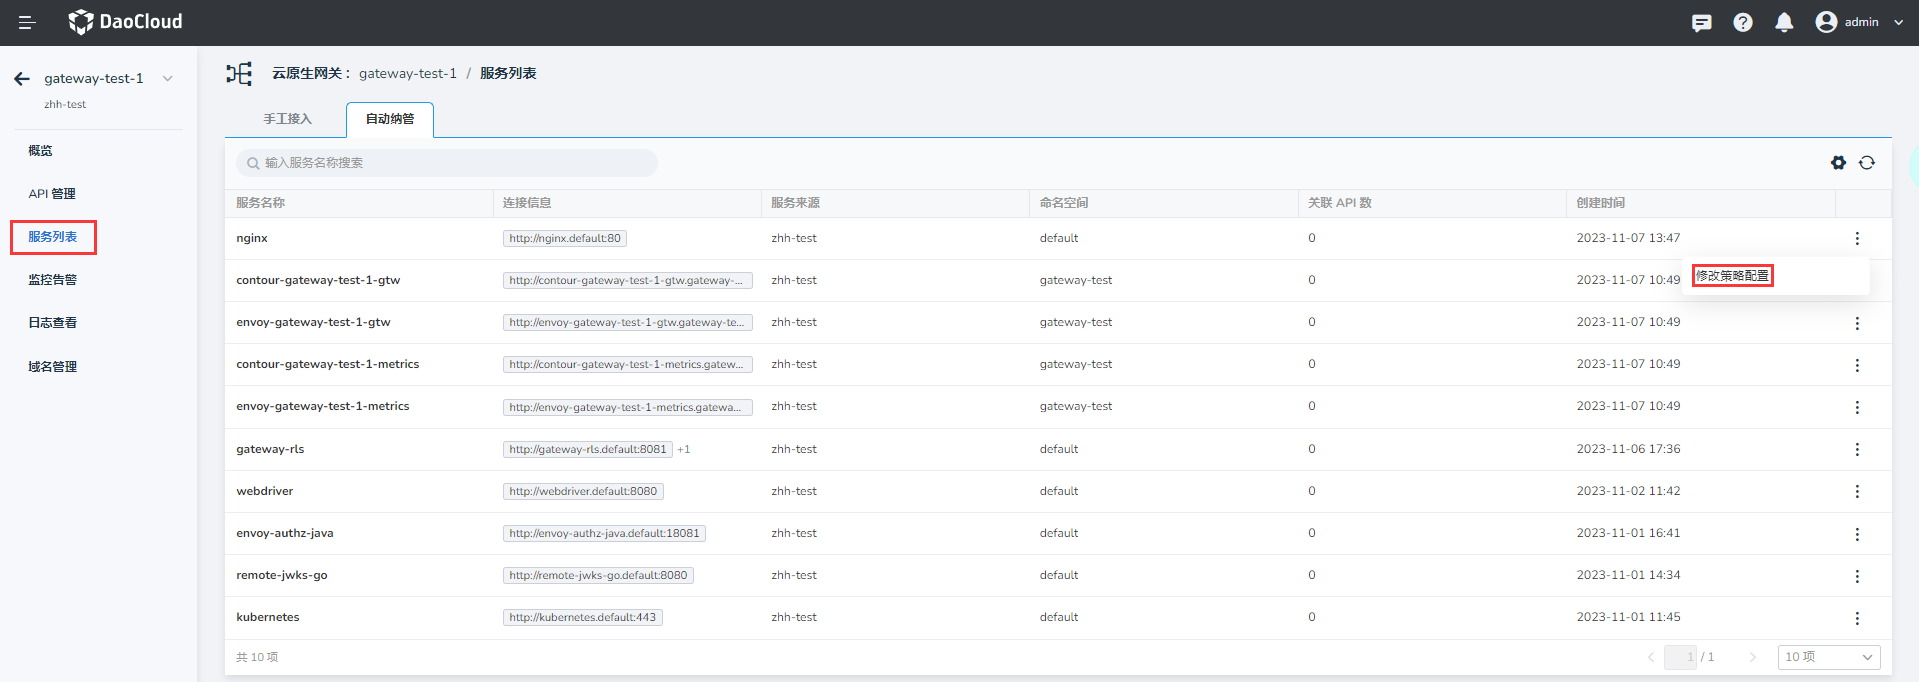 DaoCloud
admin
gateway-test-1
zhh-test
概览
API 管理
服务列表
监控告警
日志查看
域名管理
云原生网关： gateway-test-1 / 服务列表
手工接入 自动纳管
输入服务名称搜索
服务名称 连接信息 服务来源 命名空间 关联 API 数 创建时间
nginx http://nginx.default:80 zhh-test default 0 2023-11-07 13:47
修改策略配置
contour-gateway-test-1-gtw http://contour-gateway-test-1-gtw.gateway-... zhh-test gateway-test 0 2023-11-07 10:49
envoy-gateway-test-1-gtw http://envoy-gateway-test-1-gtw.gateway-te... zhh-test gateway-test 0 2023-11-07 10:49
contour-gateway-test-1-metrics http://contour-gateway-test-1-metrics.gatew... zhh-test gateway-test 0 2023-11-07 10:49
envoy-gateway-test-1-metrics http://envoy-gateway-test-1-metrics.gatewa... zhh-test gateway-test 0 2023-11-07 10:49
gateway-rls http://gateway-rls.default:8081 +1 zhh-test default 0 2023-11-06 17:36
webdriver http://webdriver.default:8080 zhh-test default 0 2023-11-02 11:42
envoy-authz-java http://envoy-authz-java.default:18081 zhh-test default 0 2023-11-01 16:41
remote-jwks-go http://remote-jwks-go.default:8080 zhh-test default 0 2023-11-01 14:34
kubernetes http://kubernetes.default:443 zhh-test default 0 2023-11-01 11:45
共 10 项 1 / 1 10 项